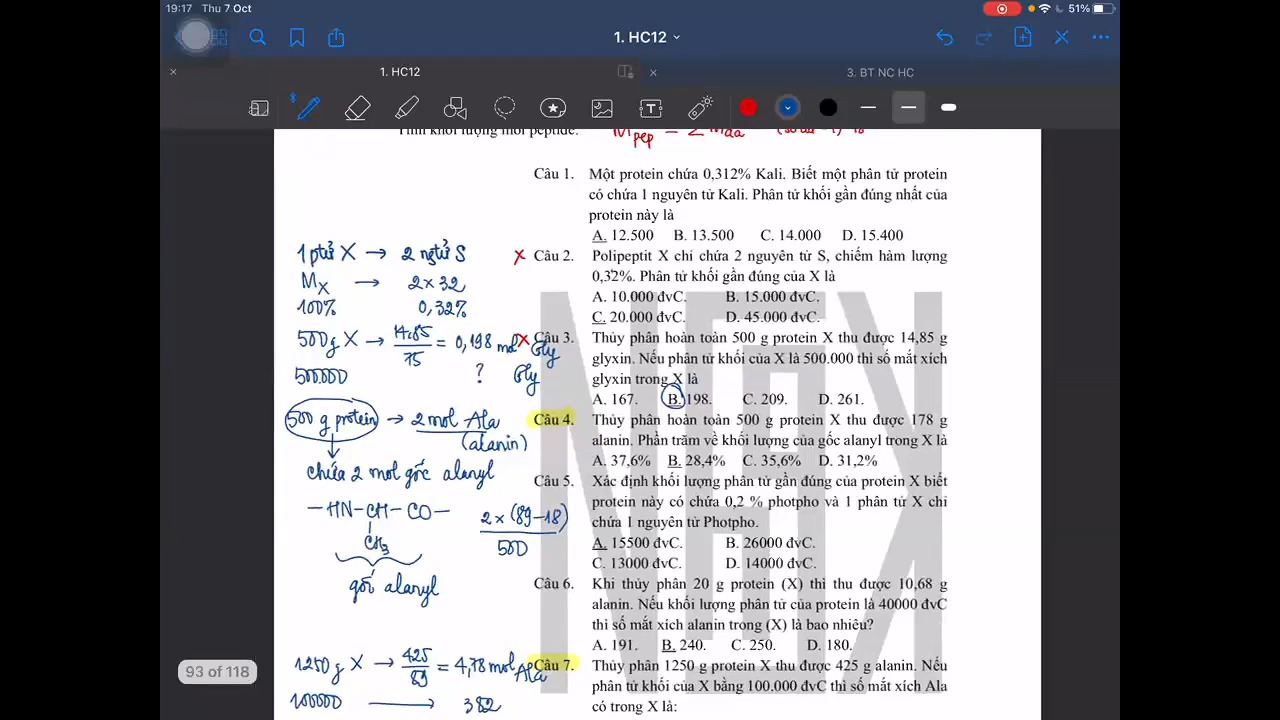 19:17 Thu 7 Oct
51%
1. HC12
1. HC12
3. BT NC HC
Tính khối lượng mol peptide.
M pep = Σ Maa
Câu 1. Một protein chứa 0,312% Kali. Biết một phân tử protein
có chứa 1 nguyên tử Kali. Phân tử khối gần đúng nhất của
protein này là
A. 12.500 B. 13.500 C. 14.000 D. 15.400
1 ptử X → 2 ngtử S
x Câu 2. Polipeptit X chỉ chứa 2 nguyên tử S, chiếm hàm lượng
0,32%. Phân tử khối gần đúng của X là
MX → 2 x 32
100% 0,32%
A. 10.000 đvC. B. 15.000 đvC.
C. 20.000 đvC. D. 45.000 đvC.
500g X → 14,85/75 = 0,198 mol Gly
500.000 ? Gly
x Câu 3. Thủy phân hoàn toàn 500 g protein X thu được 14,85 g
glyxin. Nếu phân tử khối của X là 500.000 thì số mắt xích
glyxin trong X là
A. 167. B. 198. C. 209. D. 261.
500 g protein → 2 mol Ala
(alanin)
chứa 2 mol gốc alanyl
Câu 4. Thủy phân hoàn toàn 500 g protein X thu được 178 g
alanin. Phần trăm về khối lượng của gốc alanyl trong X là
A. 37,6% B. 28,4% C. 35,6% D. 31,2%
– HN – CH – CO –
CH3
gốc alanyl
2 x (89 – 18)
500
Câu 5. Xác định khối lượng phân tử gần đúng của protein X biết
protein này có chứa 0,2 % photpho và 1 phân tử X chỉ
chứa 1 nguyên tử Photpho.
A. 15500 đvC. B. 26000 đvC.
C. 13000 đvC. D. 14000 đvC.
Câu 6. Khi thủy phân 20 g protein (X) thì thu được 10,68 g
alanin. Nếu khối lượng phân tử của protein là 40000 đvC
thì số mắt xích alanin trong (X) là bao nhiêu?
A. 191. B. 240. C. 250. D. 180.
1250g X → 425/89 = 4,78 mol Ala
100000 → 382
Câu 7. Thủy phân 1250 g protein X thu được 425 g alanin. Nếu
phân tử khối của X bằng 100.000 đvC thì số mắt xích Ala
có trong X là:
93 of 118